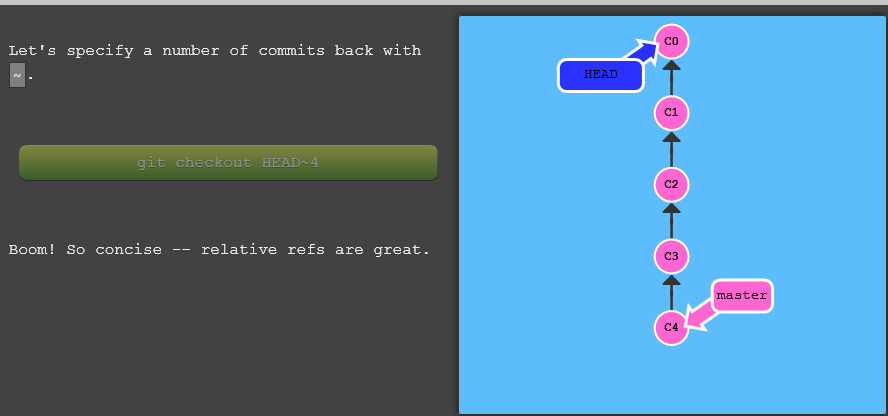 Let's specify a number of commits back with
~.
git checkout HEAD~4
Boom! So concise -- relative refs are great.
C0
HEAD
C1
C2
C3
master
C4